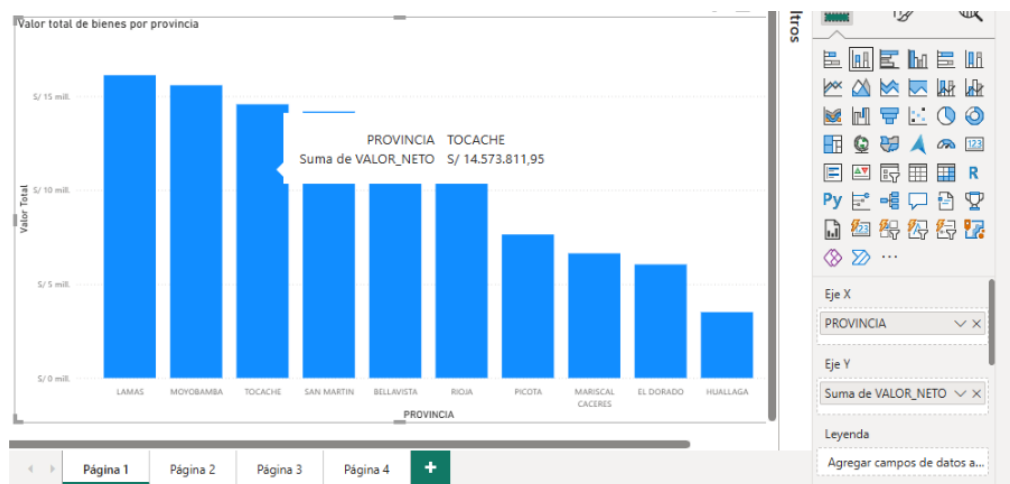 Valor total de bienes por provincia
ltros
S/ 15 mill.
PROVINCIA TOCACHE
Suma de VALOR_NETO S/ 14.573.811,95
S/ 10 mill.
Valor Total
S/ 5 mill.
S/ 0 mill.
LAMAS MOYOBAMBA TOCACHE SAN MARTIN BELLAVISTA RIOJA PICOTA MARISCAL CACERES EL DORADO HUALLAGA
PROVINCIA
123
R
Py
123
Eje X
PROVINCIA
Eje Y
Suma de VALOR_NETO
Leyenda
Agregar campos de datos a...
Página 1 Página 2 Página 3 Página 4 +